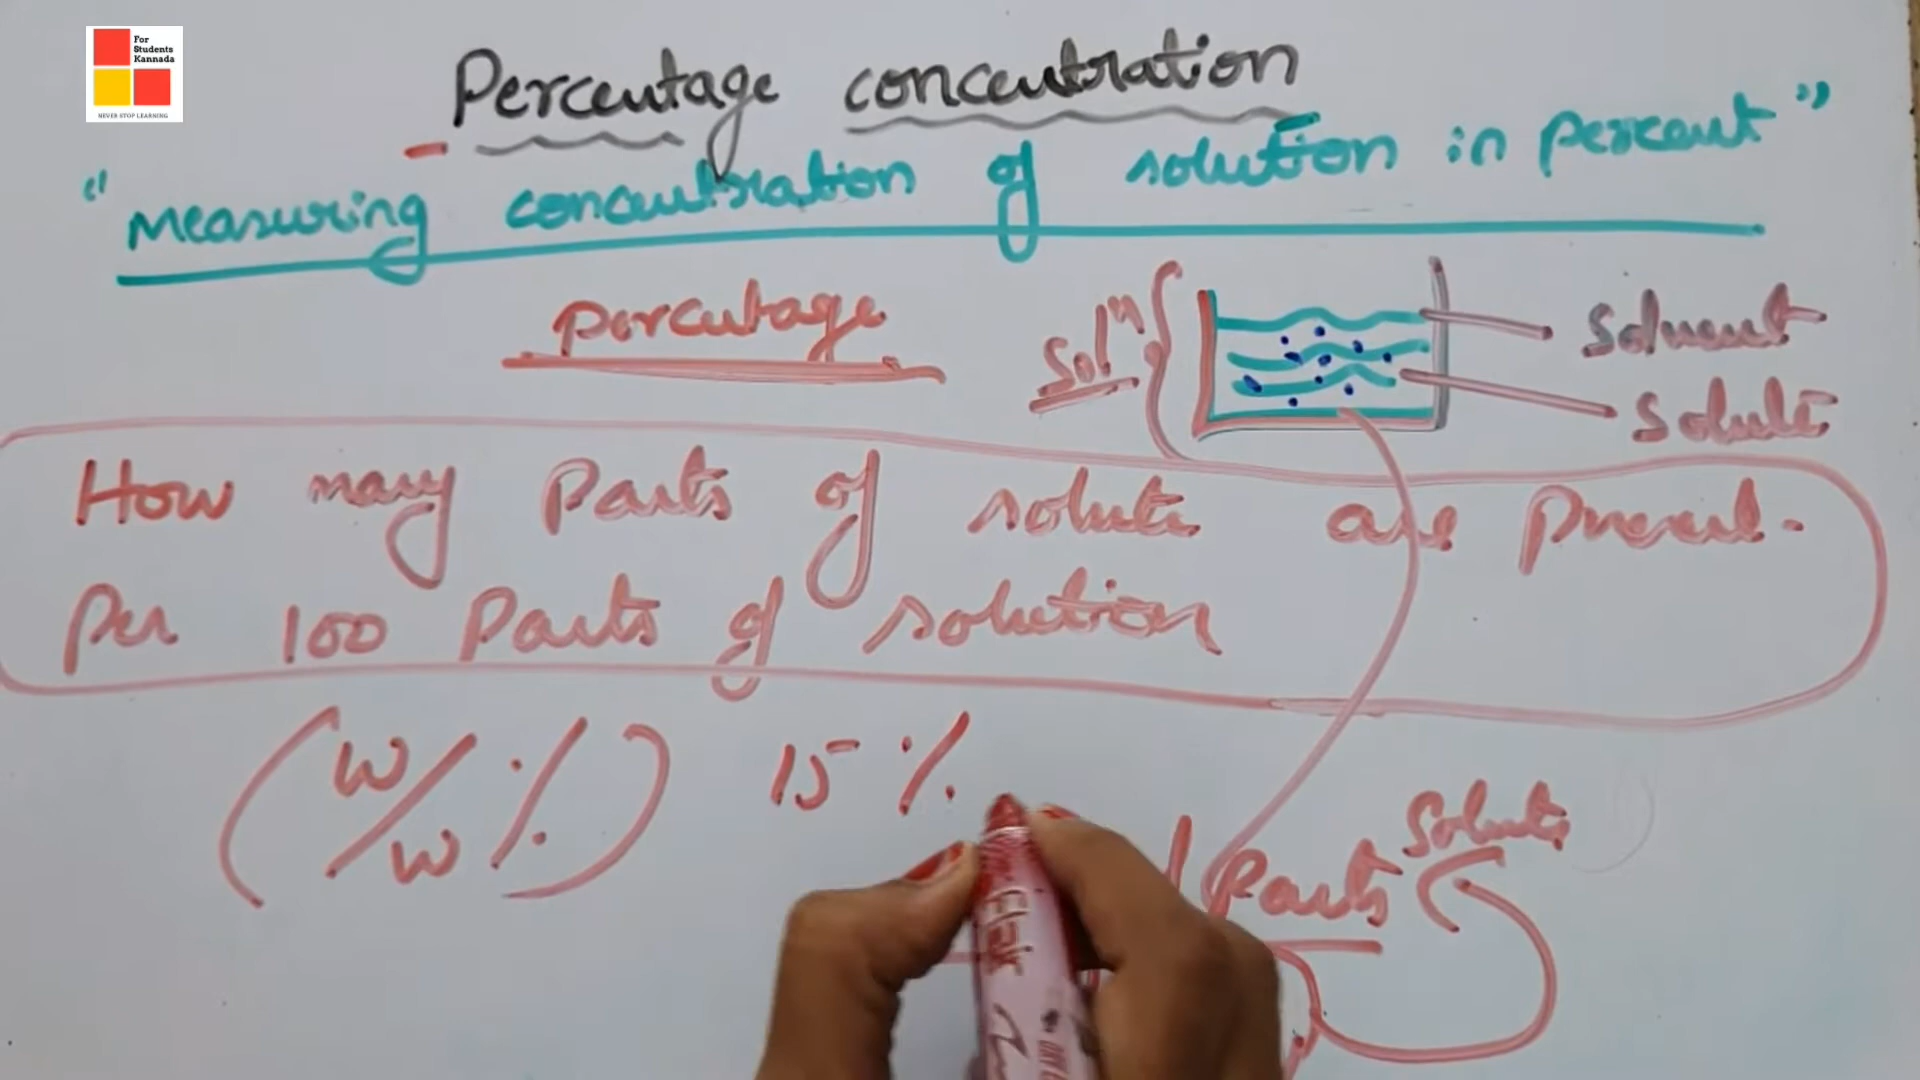 For
Students
Kannada
NEVER STOP LEARNING
Percentage concentration
"Measuring concentration of solution in percent"
percentage
Solⁿ
Solvent
Solute
How many Parts of solute are present
Per 100 Parts of solution
(W/W %) 15 %
Parts Solute
Flair